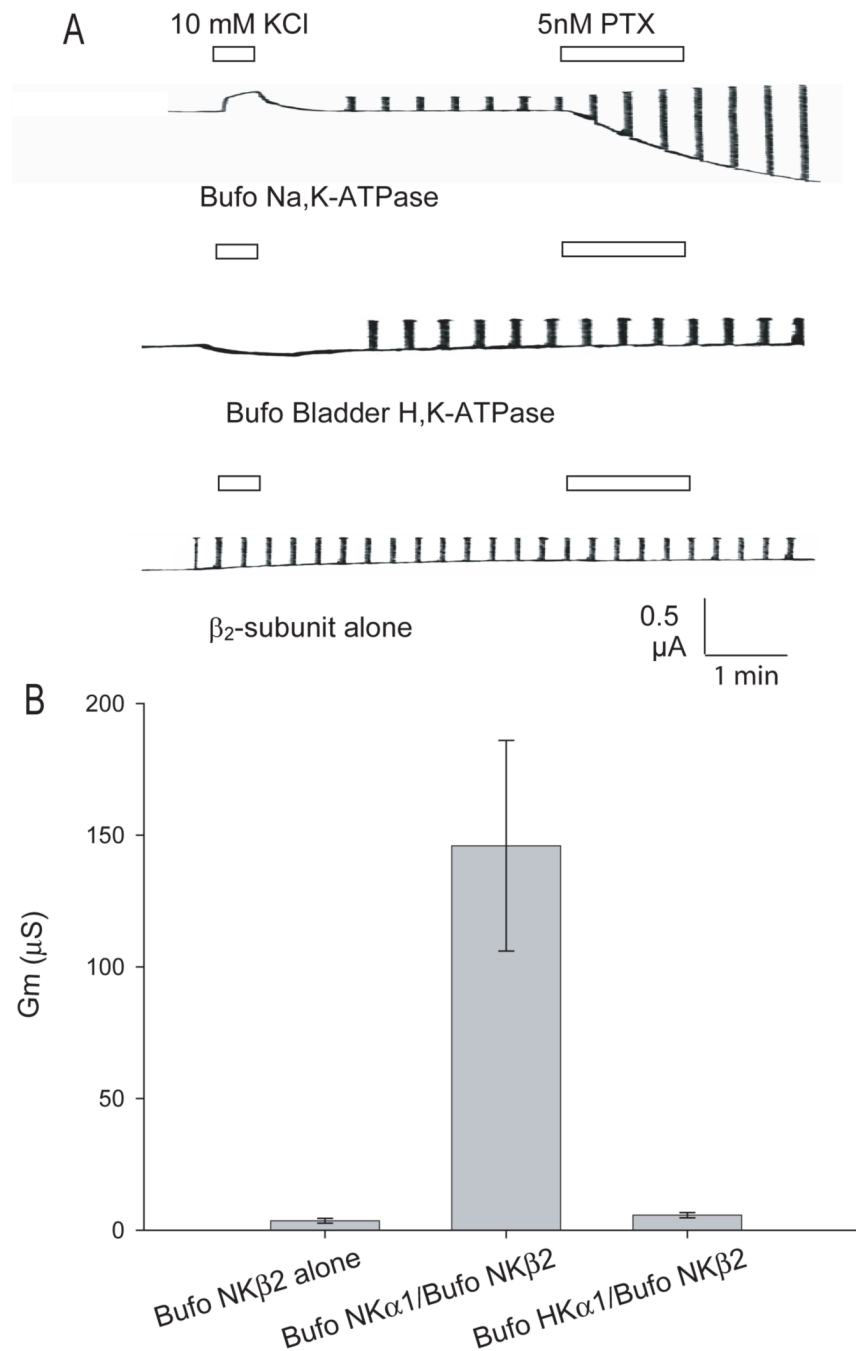 A
10 mM KCl 5nM PTX
Bufo Na,K-ATPase
Bufo Bladder H,K-ATPase
β₂-subunit alone
0.5
µA
1 min
B
200
150
100
50
0
Gm (µS)
Bufo NKβ2 alone
Bufo NKα1/Bufo NKβ2
Bufo HKα1/Bufo NKβ2